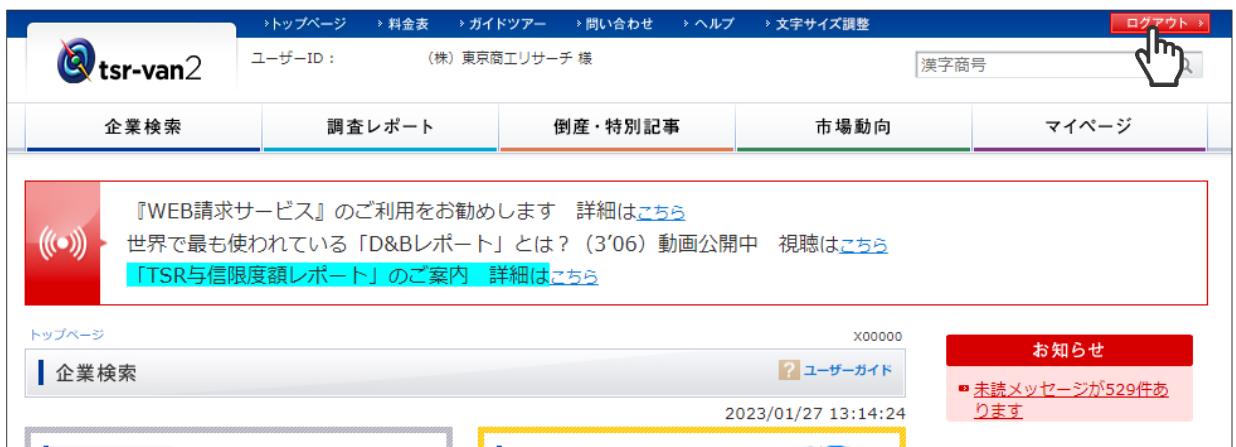 トップページ 料金表 ガイドツアー 問い合わせ ヘルプ 文字サイズ調整 ログアウト
tsr-van2
ユーザーID： （株）東京商工リサーチ 様
漢字商号
企業検索 調査レポート 倒産・特別記事 市場動向 マイページ
『WEB請求サービス』のご利用をお勧めします 詳細はこちら
世界で最も使われている「D&Bレポート」とは？（3’06）動画公開中 視聴はこちら
「TSR与信限度額レポート」のご案内 詳細はこちら
トップページ
X00000
企業検索
? ユーザーガイド
2023/01/27 13:14:24
お知らせ
未読メッセージが529件あ
ります